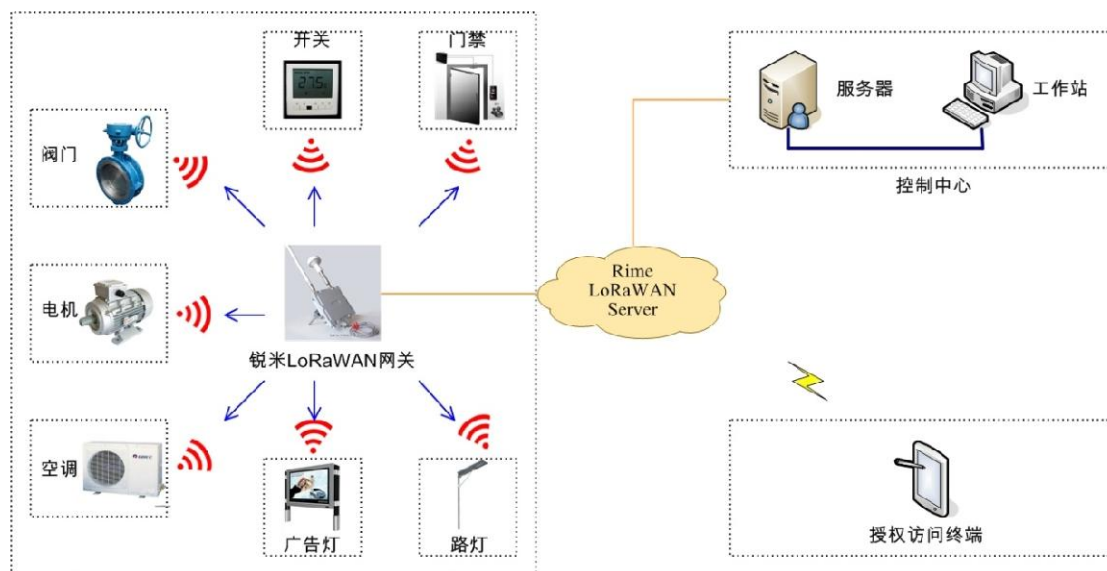 开关
门禁
阀门
27.5
服务器
工作站
控制中心
电机
Rime
LoRaWAN
Server
锐米LoRaWAN网关
空调
广告灯
路灯
授权访问终端